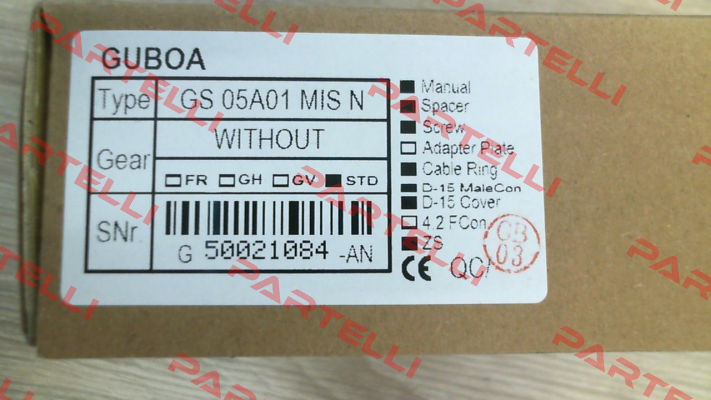 GUBOA
Type GS 05A01 MIS N
Gear WITHOUT
FR GH GV STD
SNr. G 50021084 -AN
Manual
Spacer
Screw
Adapter Plate
Cable Ring
D-15 MaleCon
D-15 Cover
4.2 FCon
ZS
CE QC/
CB
03
PARTELLI
PARTELLI
PARTELLI
PARTELLI
PARTELLI
PARTELLI
PARTELLI
PARTELLI